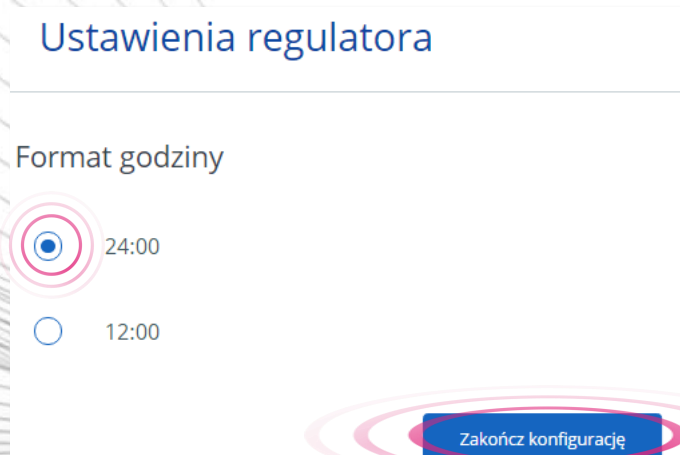 Ustawienia regulatora
Format godziny
24:00
12:00
Zakończ konfigurację